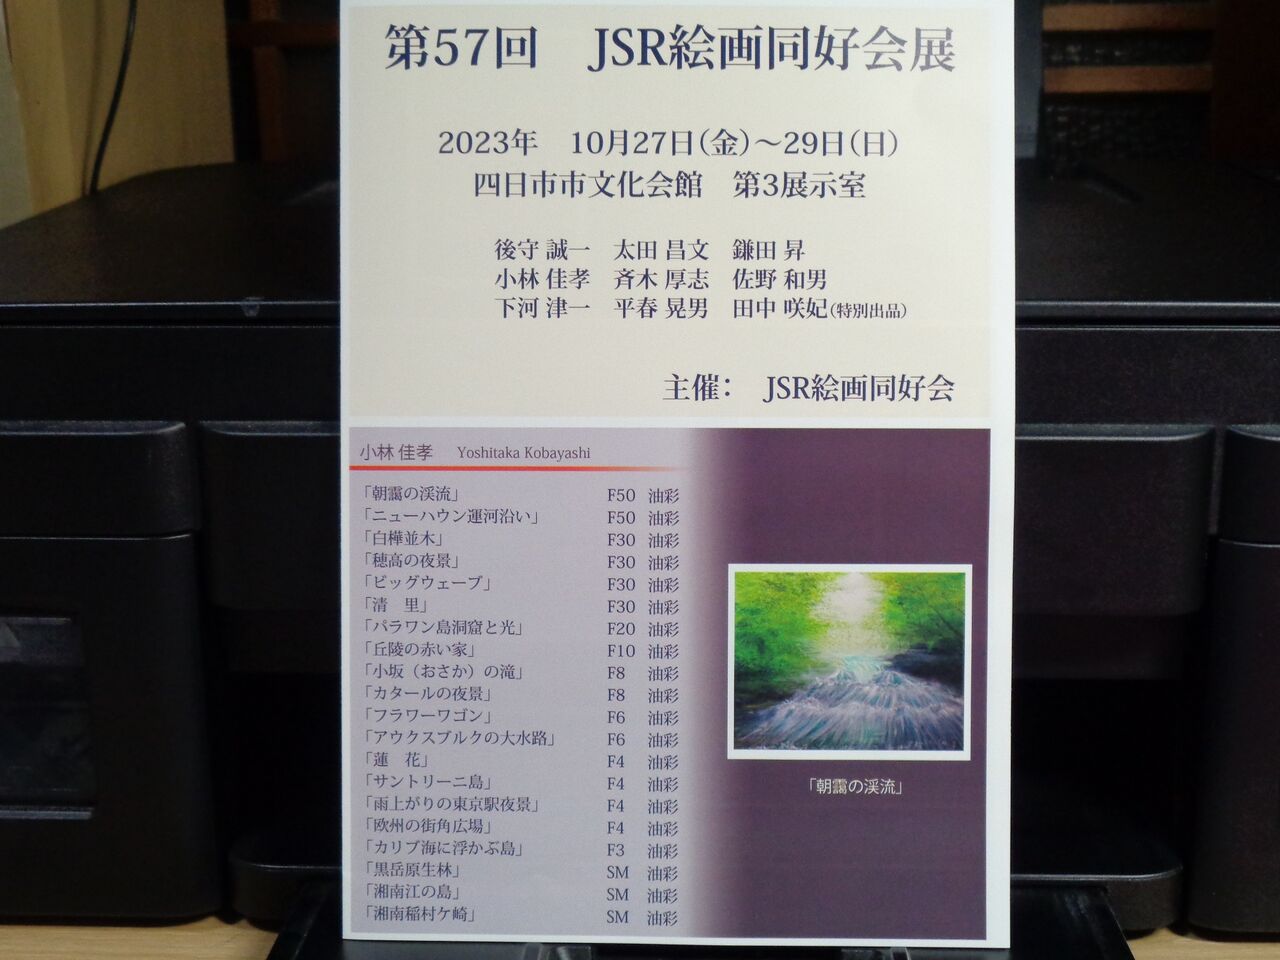 第57回　JSR絵画同好会展
2023年　10月27日(金)～29日(日)
四日市市文化会館　第3展示室
後守 誠一　太田 昌文　鎌田 昇
小林 佳孝　斉木 厚志　佐野 和男
下河 津一　平春 晃男　田中 咲妃(特別出品)
主催：　JSR絵画同好会
小林 佳孝　Yoshitaka Kobayashi
「朝靄の渓流」　F50　油彩
「ニューハウン運河沿い」　F50　油彩
「白樺並木」　F30　油彩
「穂高の夜景」　F30　油彩
「ビッグウェーブ」　F30　油彩
「清　里」　F30　油彩
「パラワン島洞窟と光」　F20　油彩
「丘陵の赤い家」　F10　油彩
「小坂（おさか）の滝」　F8　油彩
「カタールの夜景」　F8　油彩
「フラワーワゴン」　F6　油彩
「アウクスブルクの大水路」　F6　油彩
「蓮　花」　F4　油彩
「サントリーニ島」　F4　油彩
「雨上がりの東京駅夜景」　F4　油彩
「欧州の街角広場」　F4　油彩
「カリブ海に浮かぶ島」　F3　油彩
「黒岳原生林」　SM　油彩
「湘南江の島」　SM　油彩
「湘南稲村ケ崎」　SM　油彩
「朝靄の渓流」